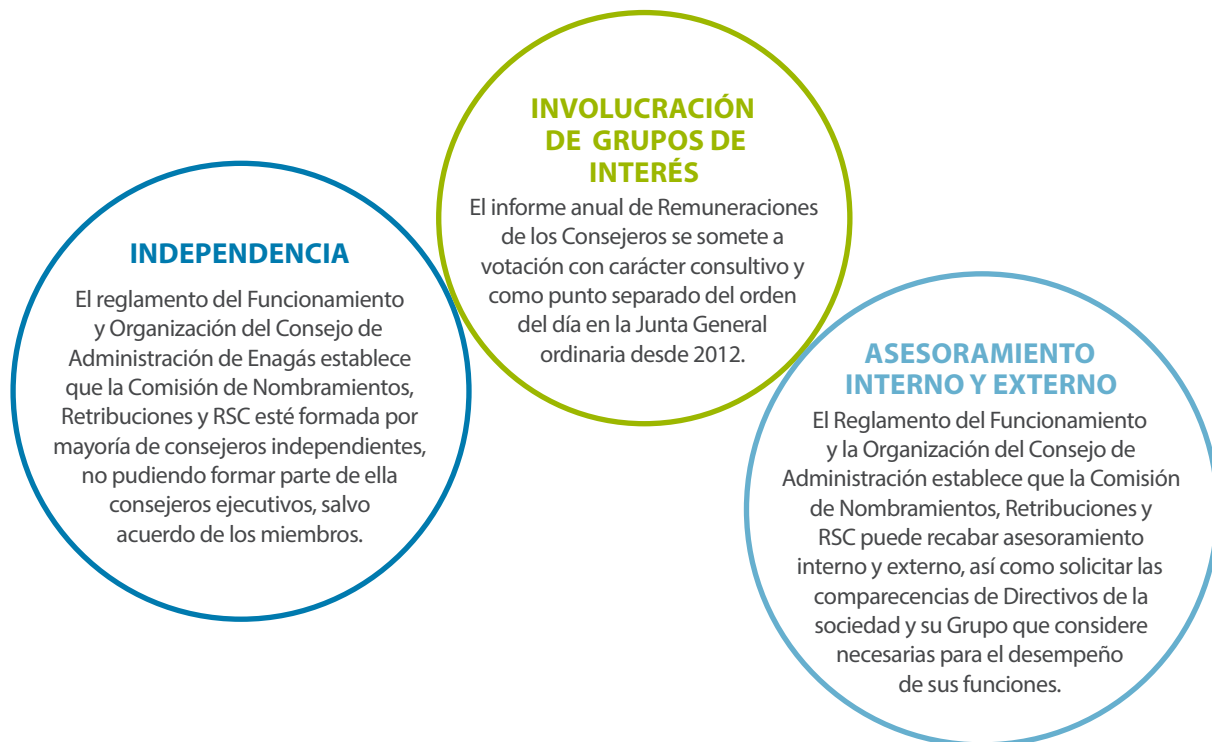 INDEPENDENCIA
El reglamento del Funcionamiento
y Organización del Consejo de
Administración de Enagás establece
que la Comisión de Nombramientos,
Retribuciones y RSC esté formada por
mayoría de consejeros independientes,
no pudiendo formar parte de ella
consejeros ejecutivos, salvo
acuerdo de los miembros.
INVOLUCRACIÓN
DE GRUPOS DE
INTERÉS
El informe anual de Remuneraciones
de los Consejeros se somete a
votación con carácter consultivo y
como punto separado del orden
del día en la Junta General
ordinaria desde 2012.
ASESORAMIENTO
INTERNO Y EXTERNO
El Reglamento del Funcionamiento
y la Organización del Consejo de
Administración establece que la Comisión
de Nombramientos, Retribuciones y
RSC puede recabar asesoramiento
interno y externo, así como solicitar las
comparecencias de Directivos de la
sociedad y su Grupo que considere
necesarias para el desempeño
de sus funciones.